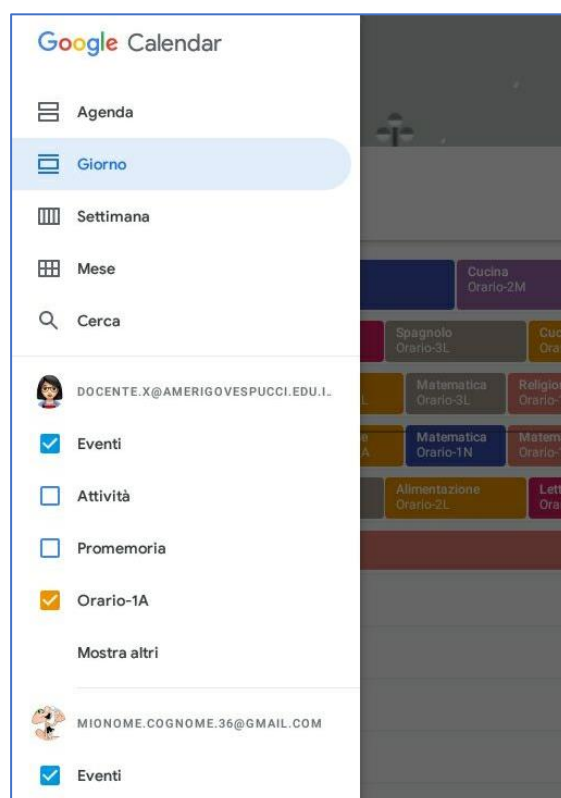 Google Calendar
Agenda
Giorno
Settimana
Mese
Cerca
DOCENTE.X@AMERIGOVESPUCCI.EDU.I..
Eventi
Attività
Promemoria
Orario-1A
Mostra altri
MIONOME.COGNOME.36@GMAIL.COM
Eventi
Cucina
Orario-2M
Spagnolo
Orario-3L
Matematica
Orario-3L
Matematica
Orario-1N
Alimentazione
Orario-2L